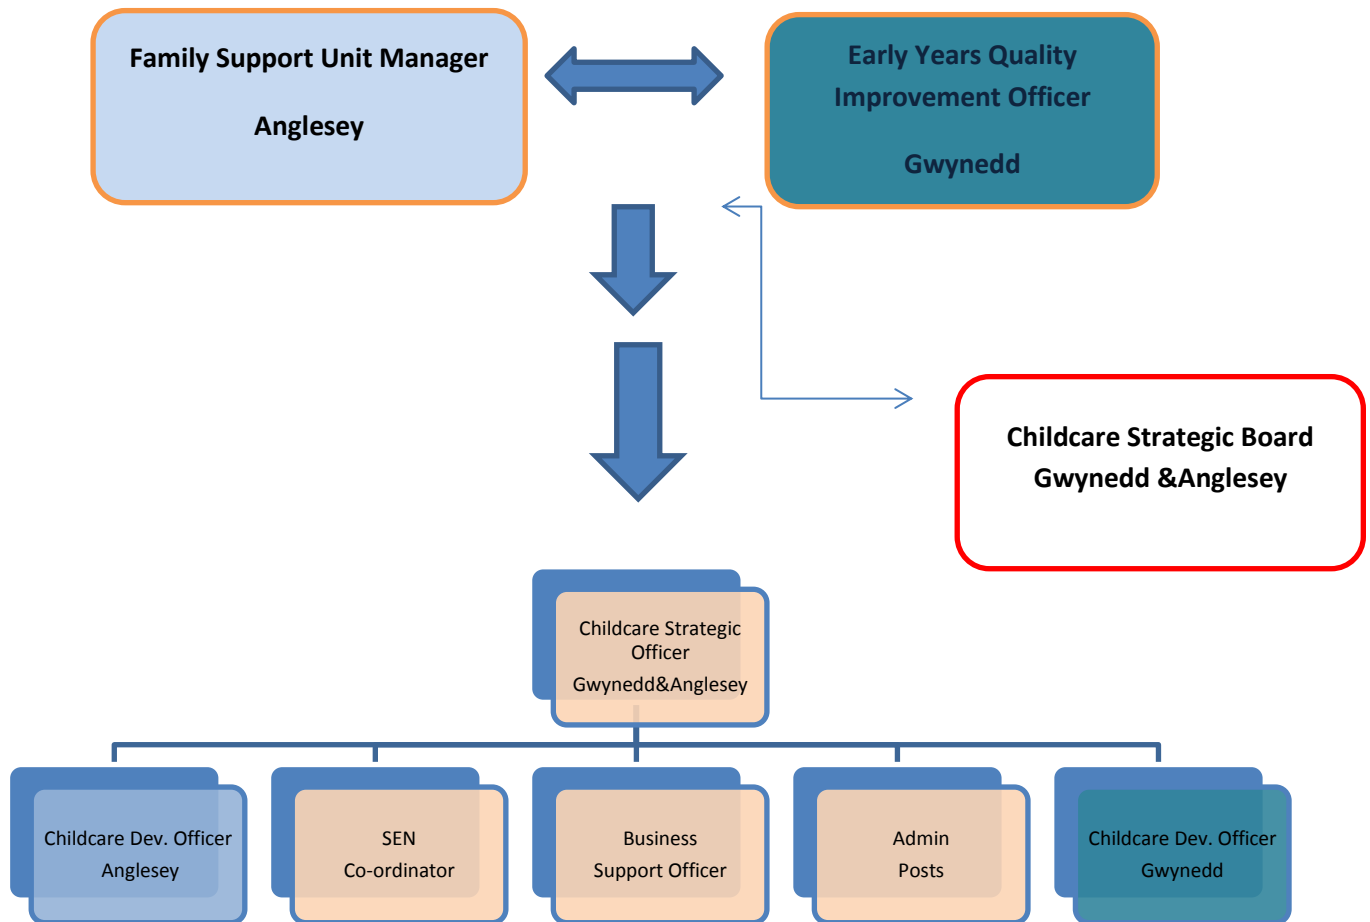 Family Support Unit Manager
Anglesey
Early Years Quality
Improvement Officer
Gwynedd
Childcare Strategic Board
Gwynedd &Anglesey
Childcare Strategic
Officer
Gwynedd&Anglesey
Childcare Dev. Officer
Anglesey
SEN
Co-ordinator
Business
Support Officer
Admin
Posts
Childcare Dev. Officer
Gwynedd